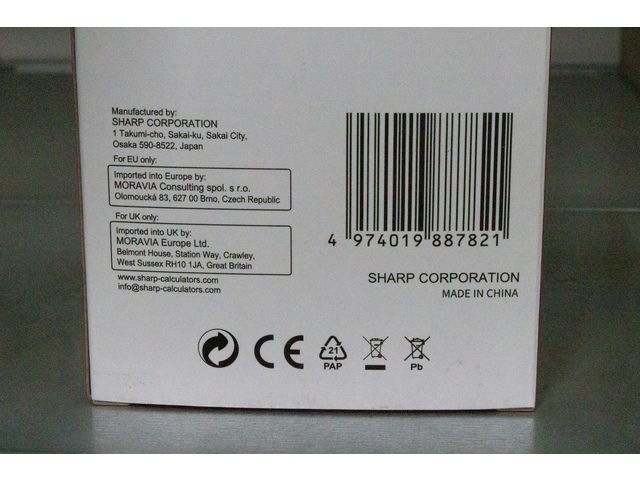 Manufactured by:
SHARP CORPORATION
1 Takumi-cho, Sakai-ku, Sakai City,
Osaka 590-8522, Japan
For EU only:
Imported into Europe by:
MORAVIA Consulting spol. s r.o.
Olomoucká 83, 627 00 Brno, Czech Republic
For UK only:
Imported into UK by:
MORAVIA Europe Ltd.
Belmont House, Station Way, Crawley,
West Sussex RH10 1JA, Great Britain
www.sharp-calculators.com
info@sharp-calculators.com
4 974019 887821
SHARP CORPORATION
MADE IN CHINA
CE
21
PAP
Pb